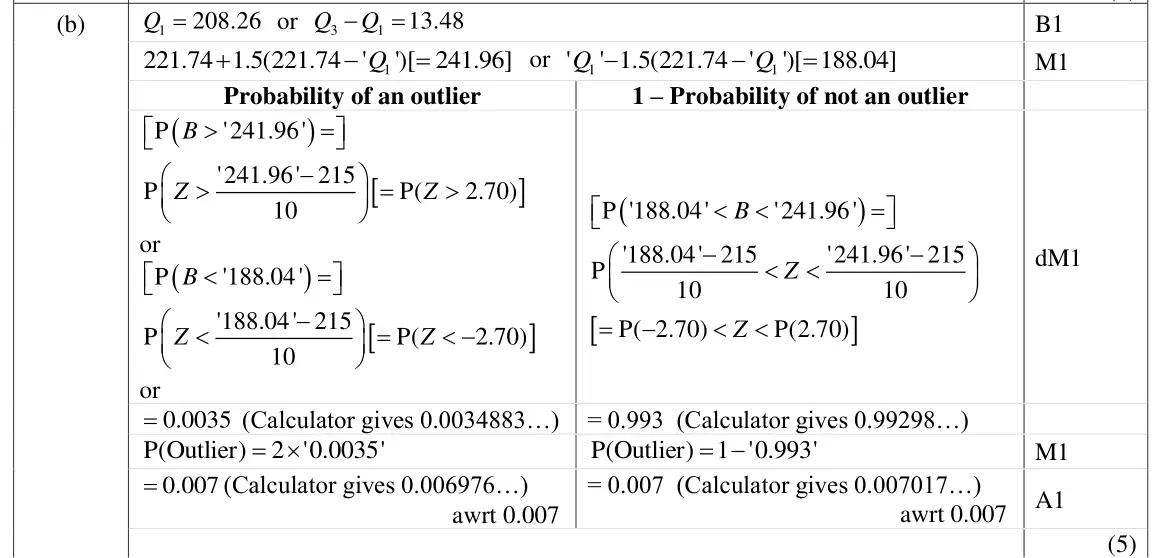 (b)
Q₁ = 208.26 or Q₃ − Q₁ = 13.48
B1
221.74 + 1.5(221.74 − 'Q₁')[= 241.96] or 'Q₁' − 1.5(221.74 − 'Q₁')[= 188.04]
M1
Probability of an outlier
1 – Probability of not an outlier
[P(B > '241.96') =]
P(Z > ('241.96' − 215)/10)[= P(Z > 2.70)]
or
[P(B < '188.04') =]
P(Z < ('188.04' − 215)/10)[= P(Z < −2.70)]
or
[P('188.04' < B < '241.96') =]
P(('188.04' − 215)/10 < Z < ('241.96' − 215)/10)
[= P(−2.70) < Z < P(2.70)]
dM1
= 0.0035 (Calculator gives 0.0034883…)
= 0.993 (Calculator gives 0.99298…)
P(Outlier) = 2 × '0.0035'
P(Outlier) = 1 − '0.993'
M1
= 0.007 (Calculator gives 0.006976…)
awrt 0.007
= 0.007 (Calculator gives 0.007017…)
awrt 0.007
A1
(5)